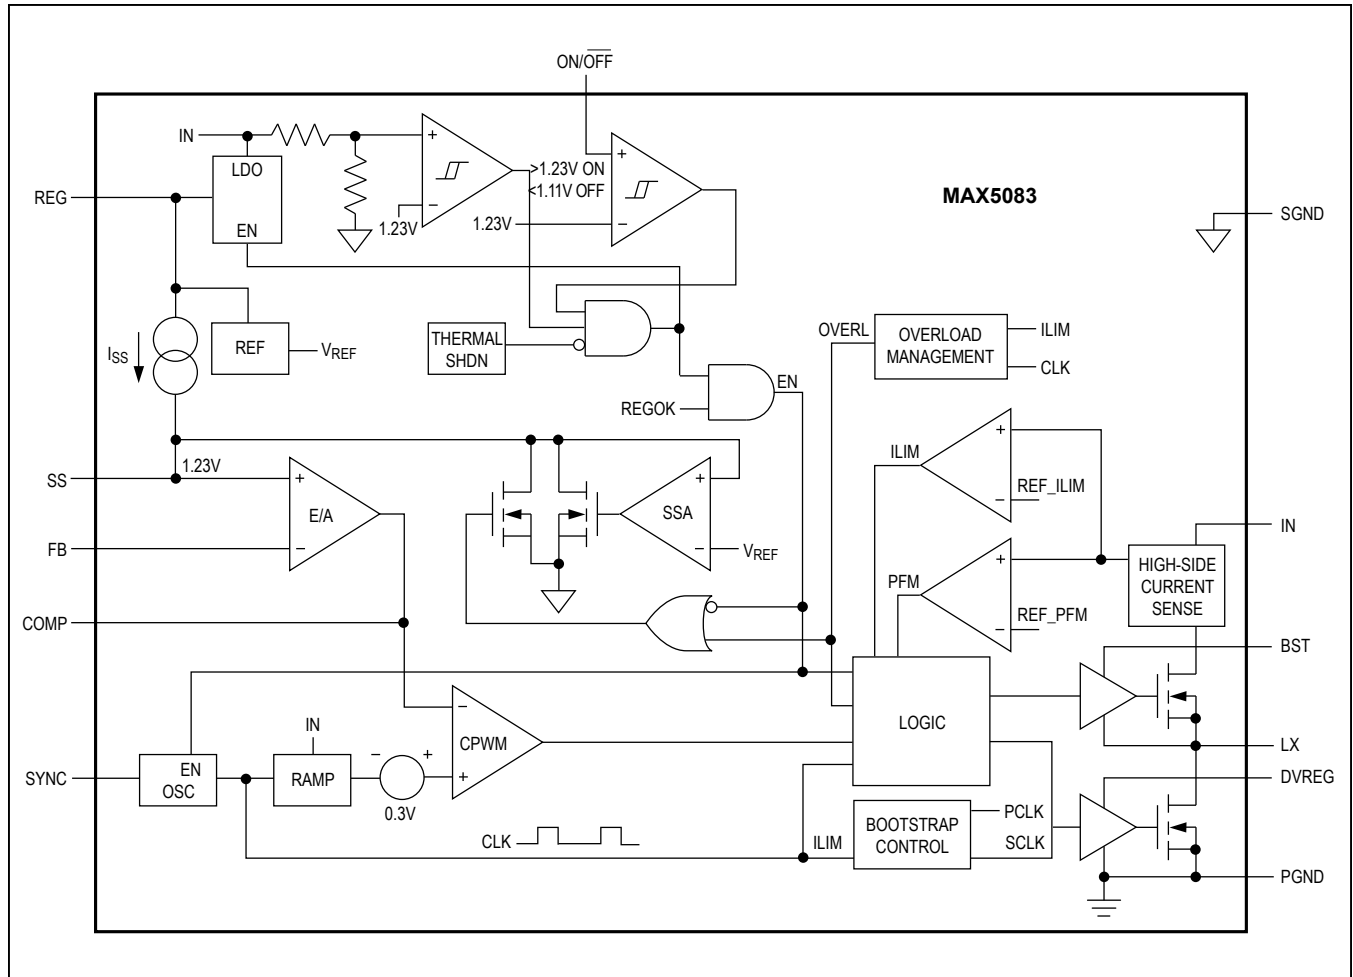 ON/OFF
IN
LDO
EN
REG
+
−
1.23V
>1.23V ON
<1.11V OFF
+
1.23V
−
MAX5083
SGND
ISS
REF
VREF
THERMAL
SHDN
EN
REGOK
OVERL
OVERLOAD
MANAGEMENT
ILIM
CLK
SS
1.23V
+
E/A
−
FB
+
SSA
−
VREF
ILIM
+
−
REF_ILIM
PFM
+
−
REF_PFM
IN
HIGH-SIDE
CURRENT
SENSE
COMP
BST
LOGIC
LX
−
CPWM
+
IN
SYNC
EN
OSC
RAMP
−
+
0.3V
DVREG
CLK
ILIM
BOOTSTRAP
CONTROL
PCLK
SCLK
PGND